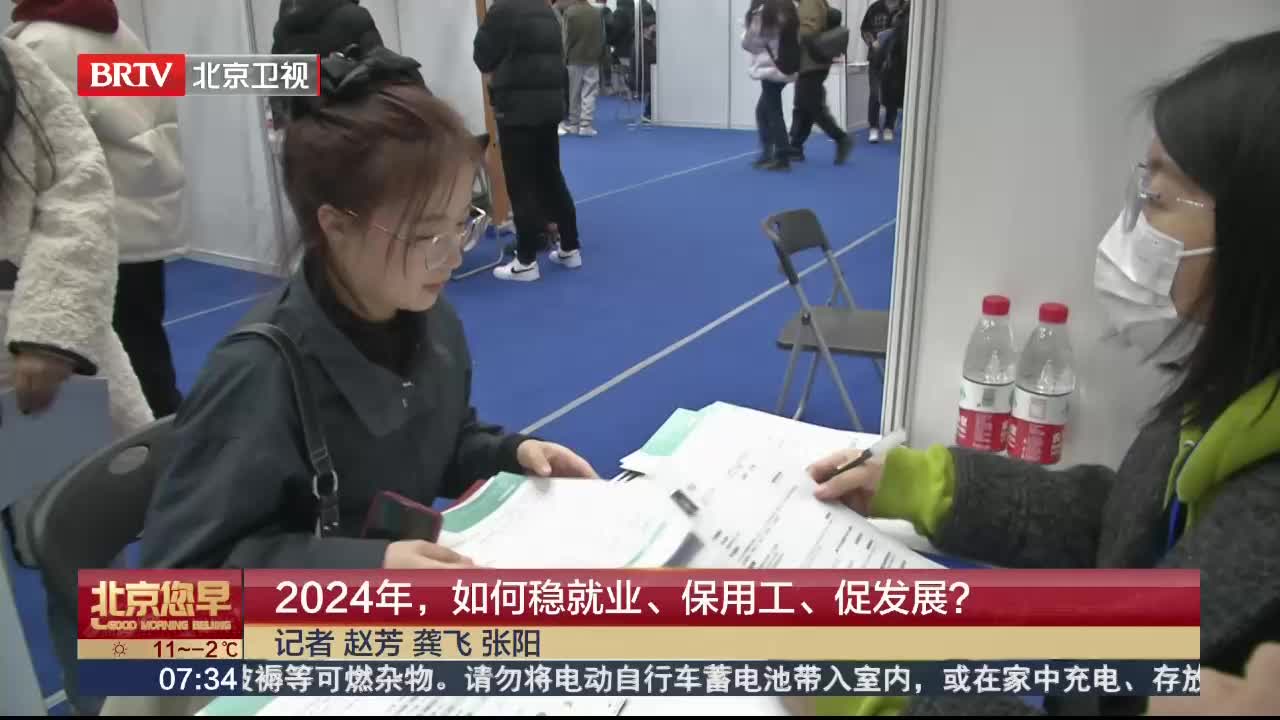 BRTV 北京卫视
北京您早
GOOD MORNING BEIJING
2024年，如何稳就业、保用工、促发展？
记者 赵芳 龚飞 张阳
11~-2℃
07:34
被褥等可燃杂物。请勿将电动自行车蓄电池带入室内，或在家中充电、存放